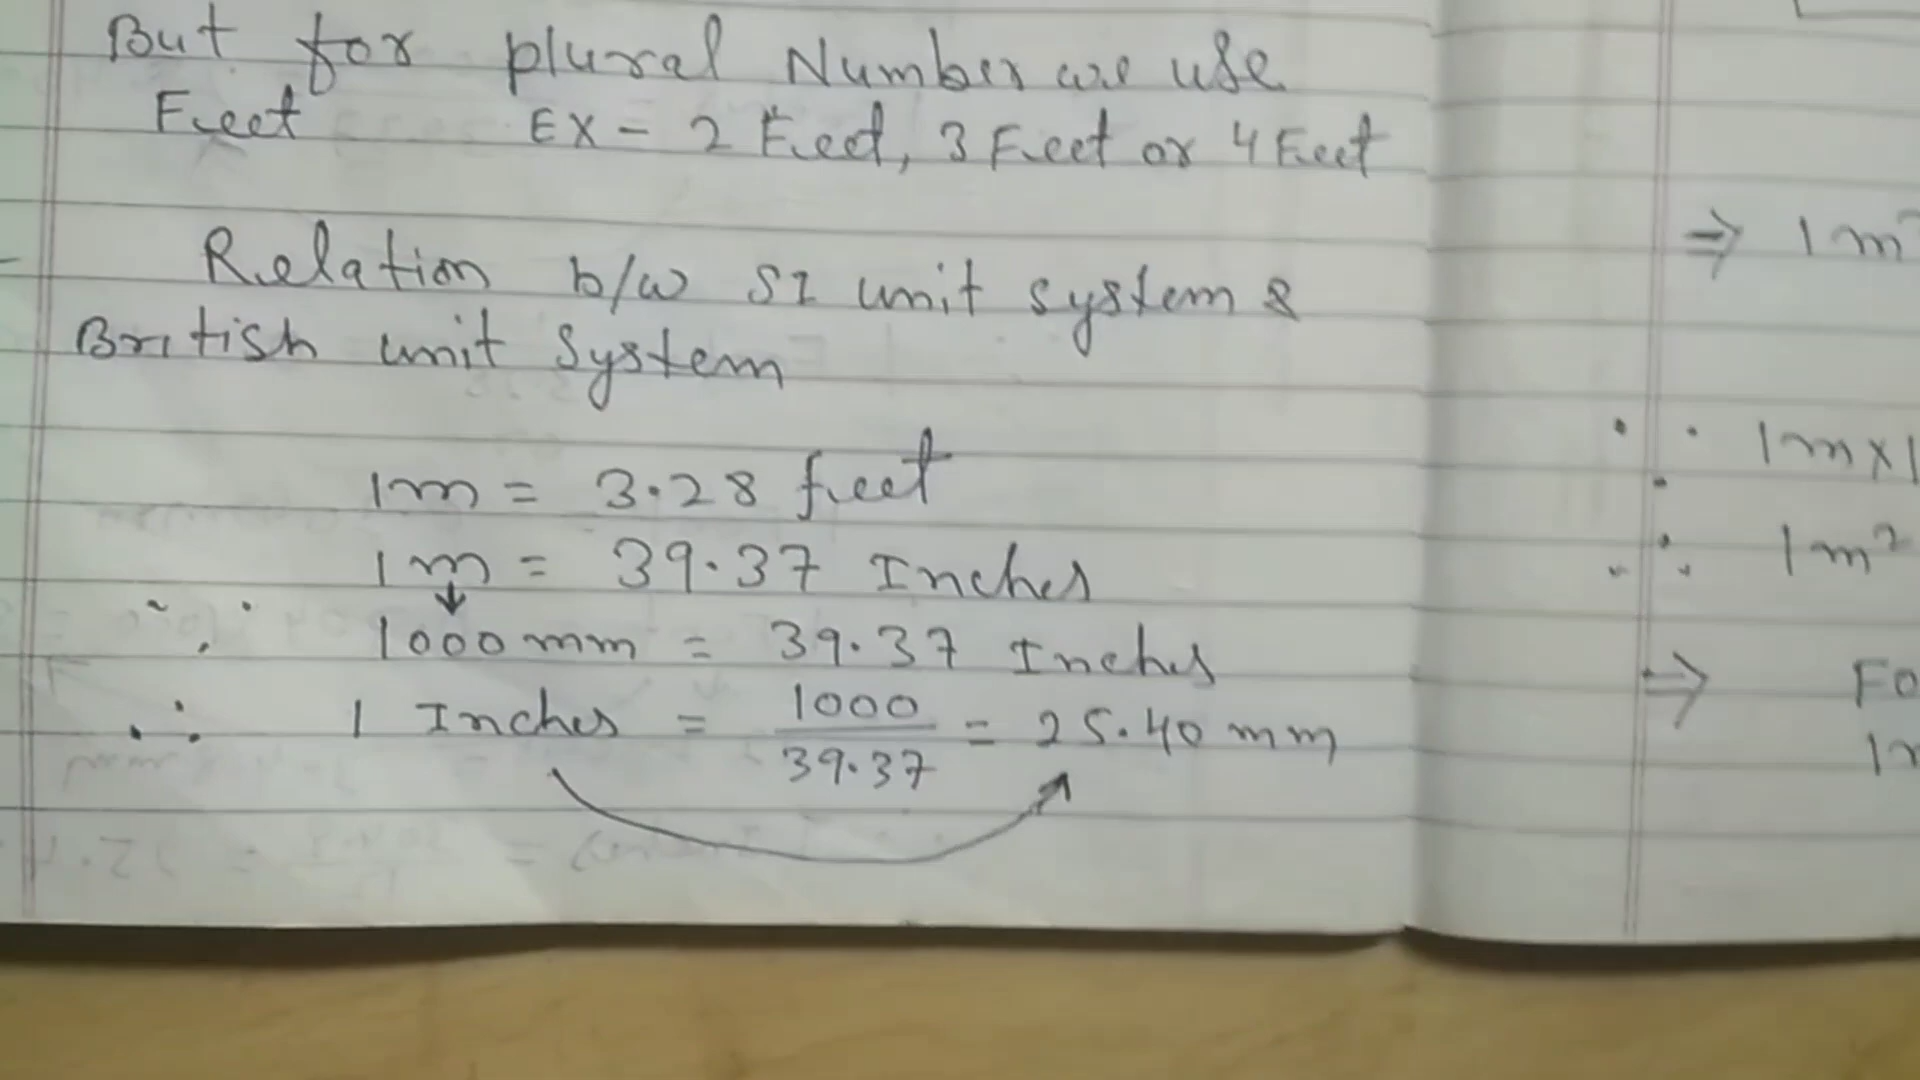 But for plural Number we use
Feet EX - 2 Feet, 3 Feet or 4 Feet
Relation b/w SI unit system &
British unit system
1m = 3.28 feet
1m = 39.37 Inches
∵ 1000mm = 39.37 Inches
∴ 1 Inches = 1000/39.37 = 25.40 mm
⇒ 1m²
∵ 1m x 1
∴ 1m²
⇒ Fo